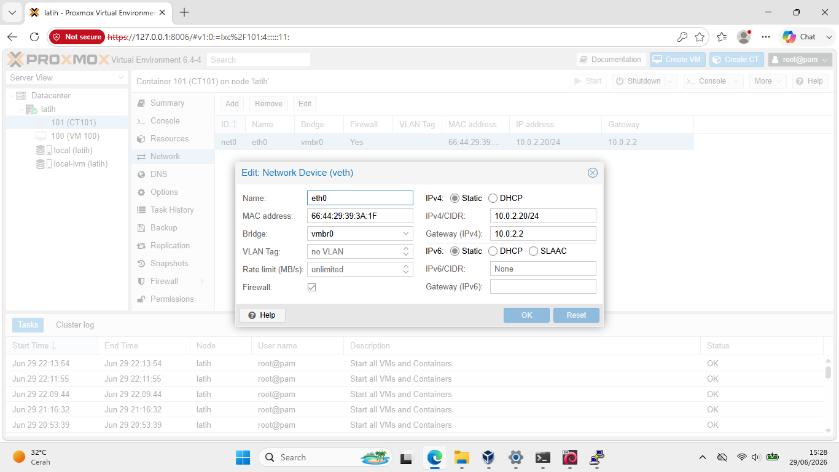 latih - Proxmox Virtual Environme
Not secure https://127.0.0.1:8006/#v1:0:=lxc%2F101:4::::::11:
Chat
PROXMOX Virtual Environment 6.4-4 Search Documentation Create VM Create CT root@pam
Server View
Datacenter
latih
101 (CT101)
100 (VM 100)
local (latih)
local-lvm (latih)
Container 101 (CT101) on node 'latih' Start Shutdown Console More Help
Summary
Console
Resources
Network
DNS
Options
Task History
Backup
Replication
Snapshots
Firewall
Permissions
Add Remove Edit
ID Name Bridge Firewall VLAN Tag MAC address IP address Gateway
net0 eth0 vmbr0 Yes 66:44:29:39:... 10.0.2.20/24 10.0.2.2
Edit: Network Device (veth)
Name: eth0 IPv4: Static DHCP
MAC address: 66:44:29:39:3A:1F IPv4/CIDR: 10.0.2.20/24
Bridge: vmbr0 Gateway (IPv4): 10.0.2.2
VLAN Tag: no VLAN IPv6: Static DHCP SLAAC
Rate limit (MB/s): unlimited IPv6/CIDR: None
Firewall: Gateway (IPv6):
Help OK Reset
Tasks Cluster log
Start Time End Time Node User name Description Status
Jun 29 22:13:54 Jun 29 22:13:54 latih root@pam Start all VMs and Containers OK
Jun 29 22:11:55 Jun 29 22:11:55 latih root@pam Start all VMs and Containers OK
Jun 29 22:09:44 Jun 29 22:09:44 latih root@pam Start all VMs and Containers OK
Jun 29 21:16:32 Jun 29 21:16:32 latih root@pam Start all VMs and Containers OK
Jun 29 20:53:39 Jun 29 20:53:39 latih root@pam Start all VMs and Containers OK
32°C
Cerah
Search
15:28
29/06/2026